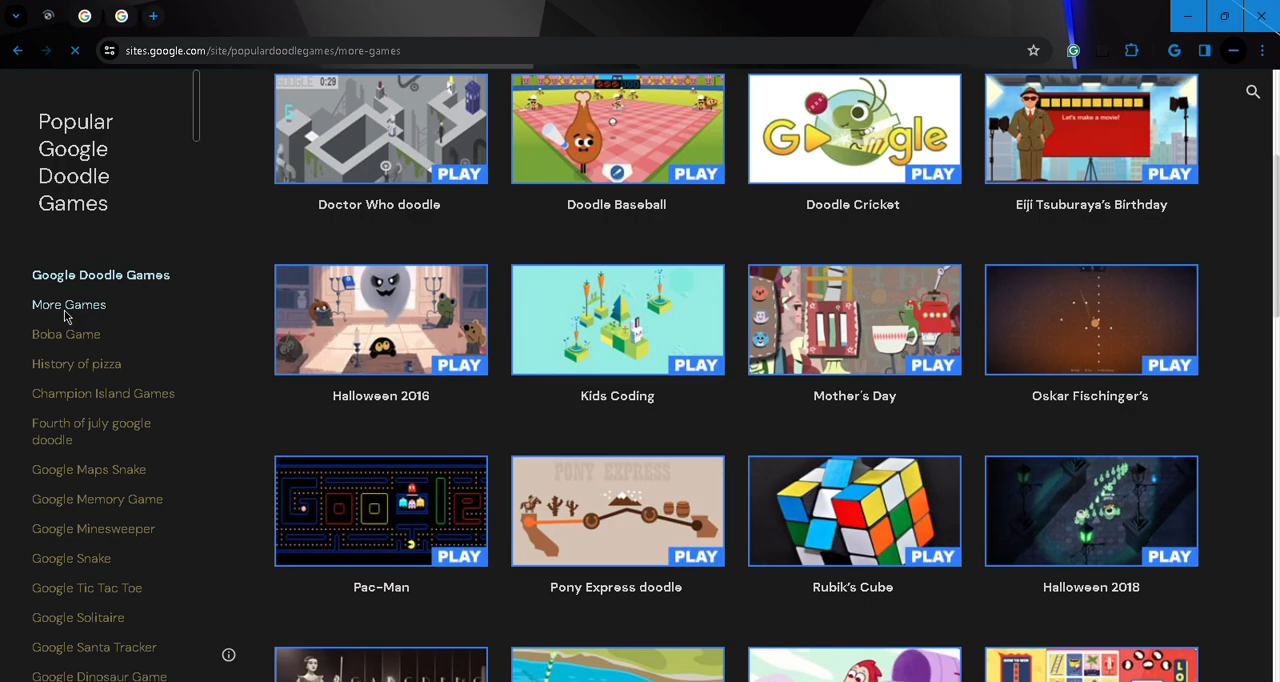 sites.google.com/site/populardoodlegames/more-games
Popular
Google
Doodle
Games
Google Doodle Games
More Games
Boba Game
History of pizza
Champion Island Games
Fourth of july google
doodle
Google Maps Snake
Google Memory Game
Google Minesweeper
Google Snake
Google Tic Tac Toe
Google Solitaire
Google Santa Tracker
Google Dinosaur Game
GOOGLE 0:29
PLAY
Doctor Who doodle
PLAY
Doodle Baseball
Google
PLAY
Doodle Cricket
Let's make a movie!
PLAY
Eiji Tsuburaya's Birthday
PLAY
Halloween 2016
PLAY
Kids Coding
PLAY
Mother's Day
PLAY
Oskar Fischinger's
PLAY
Pac-Man
PONY EXPRESS
PLAY
Pony Express doodle
PLAY
Rubik's Cube
PLAY
Halloween 2018